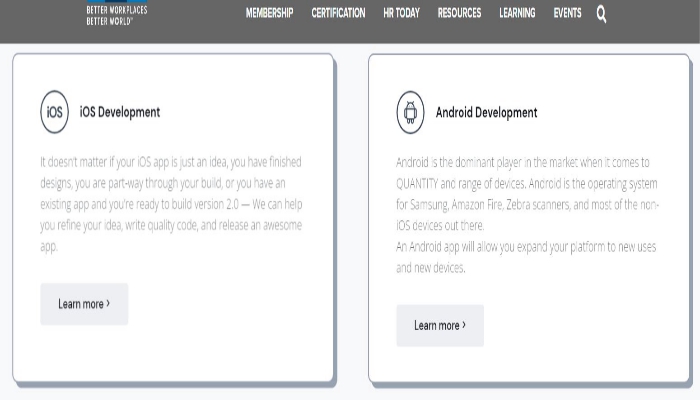 BETTER WORKPLACES
BETTER WORLD™
MEMBERSHIP CERTIFICATION HR TODAY RESOURCES LEARNING EVENTS
iOS iOS Development
It doesn't matter if your iOS app is just an idea, you have finished
designs, you are part-way through your build, or you have an
existing app and you're ready to build version 2.0 — We can help
you refine your idea, write quality code, and release an awesome
app.
Learn more ›
Android Development
Android is the dominant player in the market when it comes to
QUANTITY and range of devices. Android is the operating system
for Samsung, Amazon Fire, Zebra scanners, and most of the non-
iOS devices out there.
An Android app will allow you expand your platform to new uses
and new devices.
Learn more ›